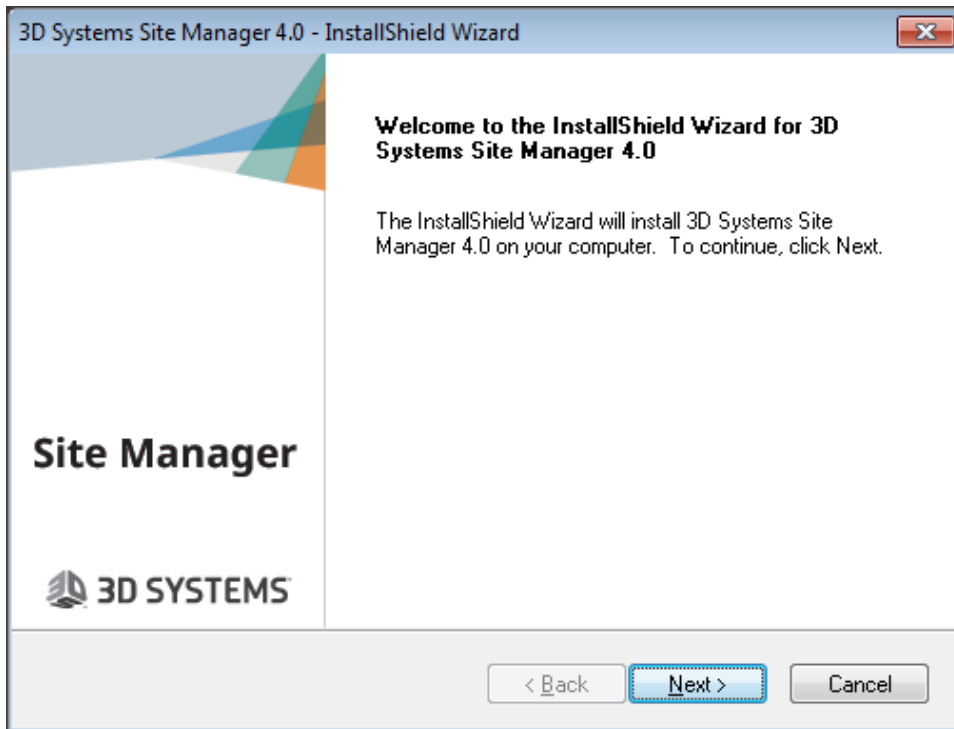 3D Systems Site Manager 4.0 - InstallShield Wizard
Welcome to the InstallShield Wizard for 3D
Systems Site Manager 4.0
The InstallShield Wizard will install 3D Systems Site
Manager 4.0 on your computer.  To continue, click Next.
Site Manager
3D SYSTEMS
< Back
Next >
Cancel